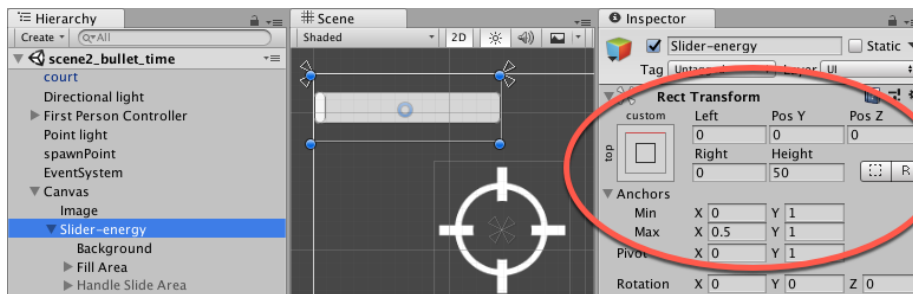 Hierarchy
Create All
scene2_bullet_time
court
Directional light
First Person Controller
Point light
spawnPoint
EventSystem
Canvas
Image
Slider-energy
Background
Fill Area
Handle Slide Area
Scene
Shaded 2D
Inspector
Slider-energy Static
Tag Layer UI
Rect Transform
custom Left Pos Y Pos Z
top 0 0 0
Right Height
0 50 R
Anchors
Min X 0 Y 1
Max X 0.5 Y 1
Pivot X 0 Y 1
Rotation X 0 Y 0 Z 0